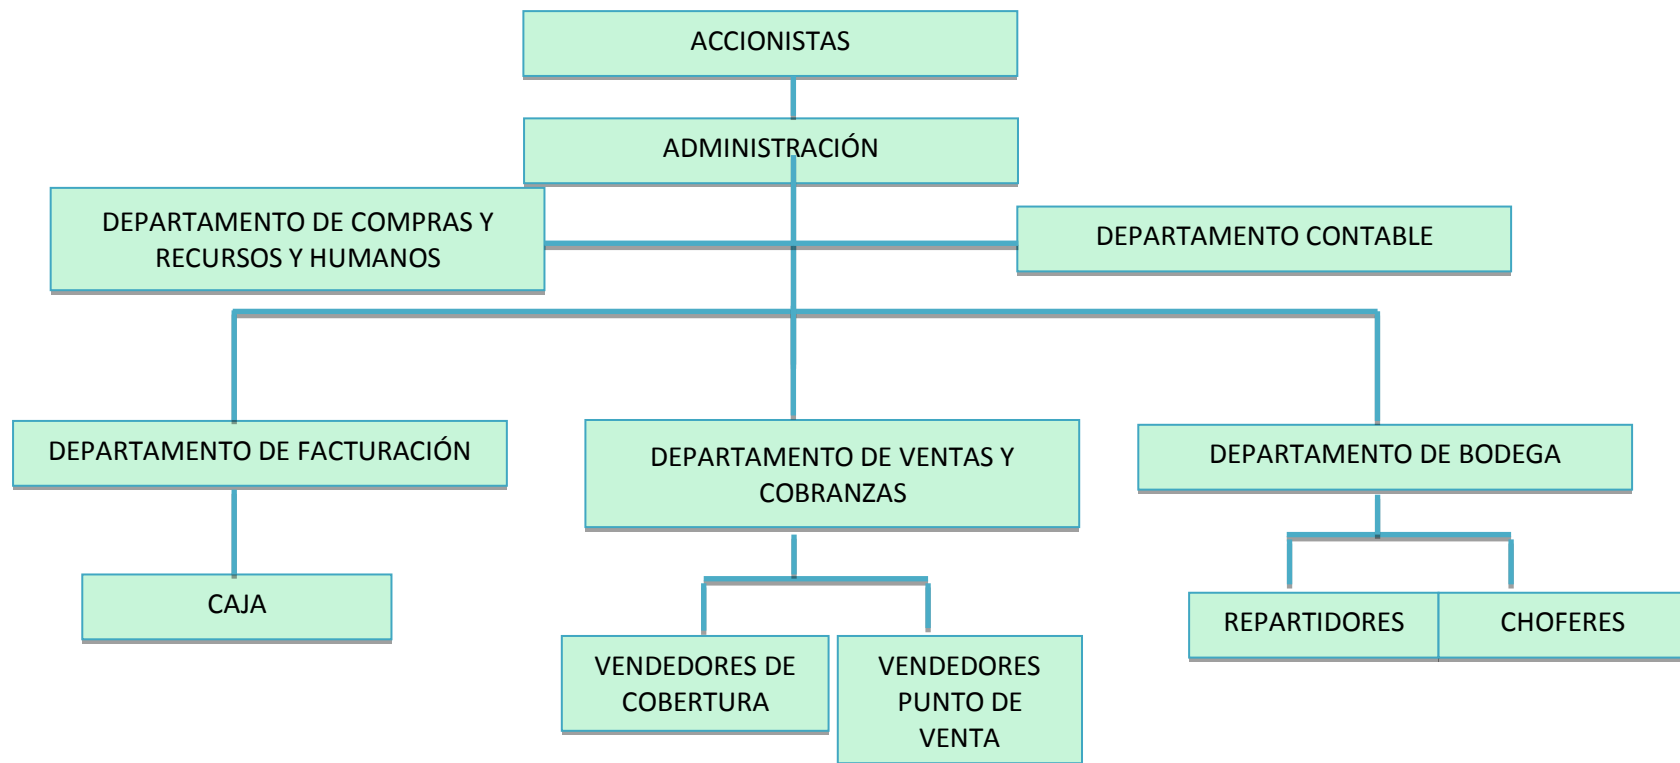 ACCIONISTAS
ADMINISTRACIÓN
DEPARTAMENTO DE COMPRAS Y
RECURSOS Y HUMANOS
DEPARTAMENTO CONTABLE
DEPARTAMENTO DE FACTURACIÓN
DEPARTAMENTO DE VENTAS Y
COBRANZAS
DEPARTAMENTO DE BODEGA
CAJA
VENDEDORES DE
COBERTURA
VENDEDORES
PUNTO DE
VENTA
REPARTIDORES
CHOFERES